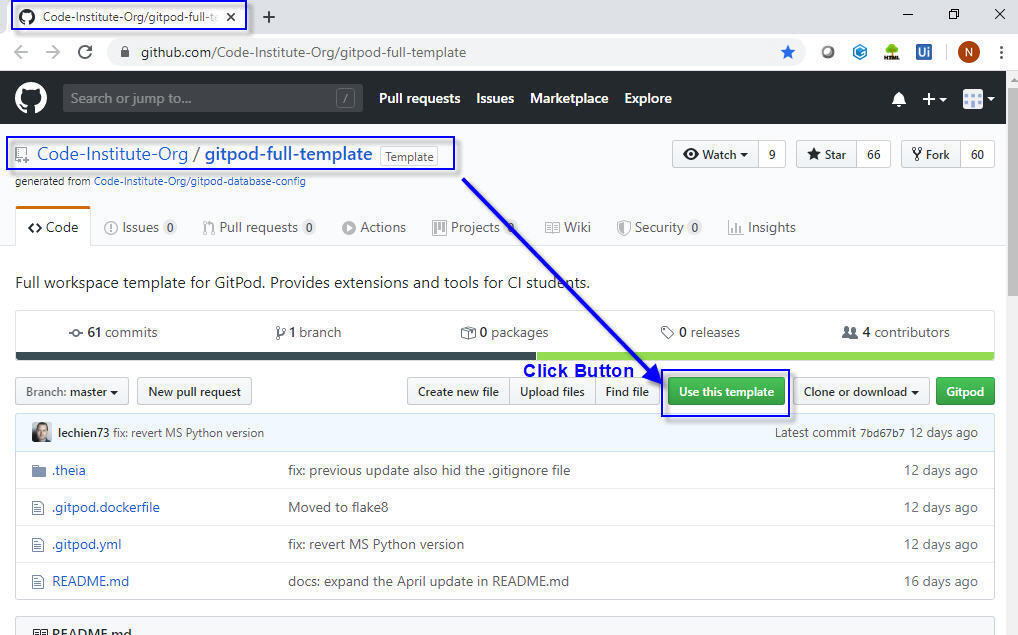 Code-Institute-Org/gitpod-full-te
github.com/Code-Institute-Org/gitpod-full-template
HTML Ui N
Search or jump to... / Pull requests Issues Marketplace Explore
Code-Institute-Org / gitpod-full-template Template Watch 9 Star 66 Fork 60
generated from Code-Institute-Org/gitpod-database-config
Code Issues 0 Pull requests 0 Actions Projects 0 Wiki Security 0 Insights
Full workspace template for GitPod. Provides extensions and tools for CI students.
61 commits 1 branch 0 packages 0 releases 4 contributors
Click Button
Branch: master New pull request Create new file Upload files Find file Use this template Clone or download Gitpod
lechien73 fix: revert MS Python version Latest commit 7bd67b7 12 days ago
.theia fix: previous update also hid the .gitignore file 12 days ago
.gitpod.dockerfile Moved to flake8 12 days ago
.gitpod.yml fix: revert MS Python version 12 days ago
README.md docs: expand the April update in README.md 16 days ago
README.md